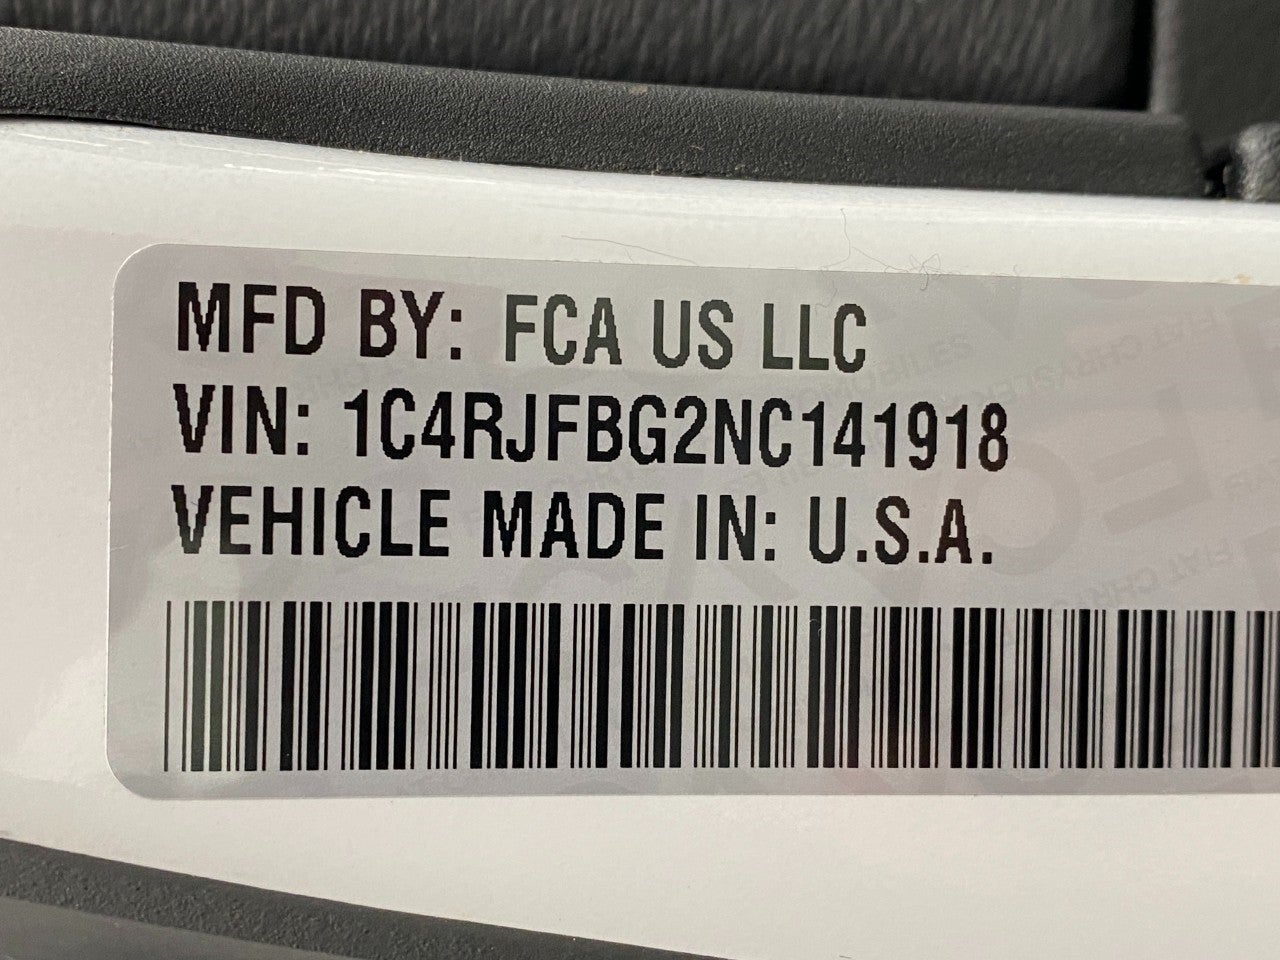 MFD BY: FCA US LLC
VIN: 1C4RJFBG2NC141918
VEHICLE MADE IN: U.S.A.